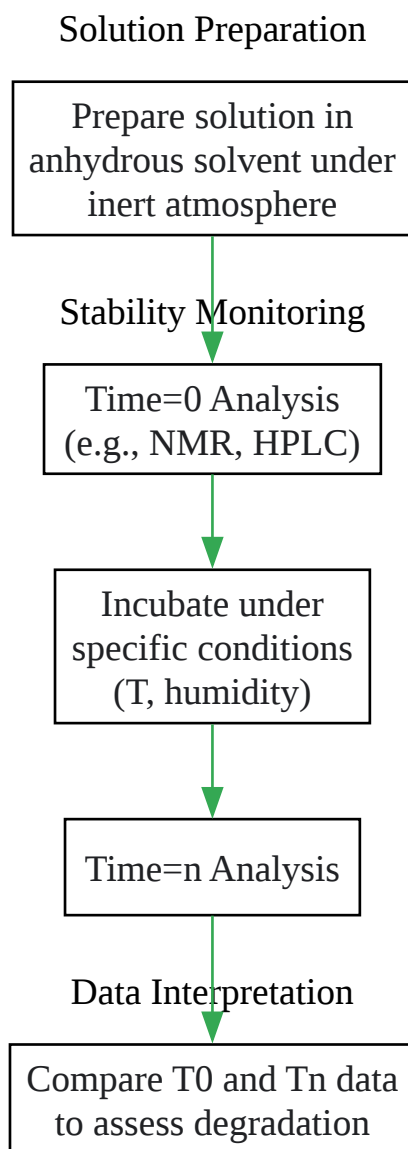 Solution Preparation
Prepare solution in
anhydrous solvent under
inert atmosphere
Stability Monitoring
Time=0 Analysis
(e.g., NMR, HPLC)
Incubate under
specific conditions
(T, humidity)
Time=n Analysis
Data Interpretation
Compare T0 and Tn data
to assess degradation